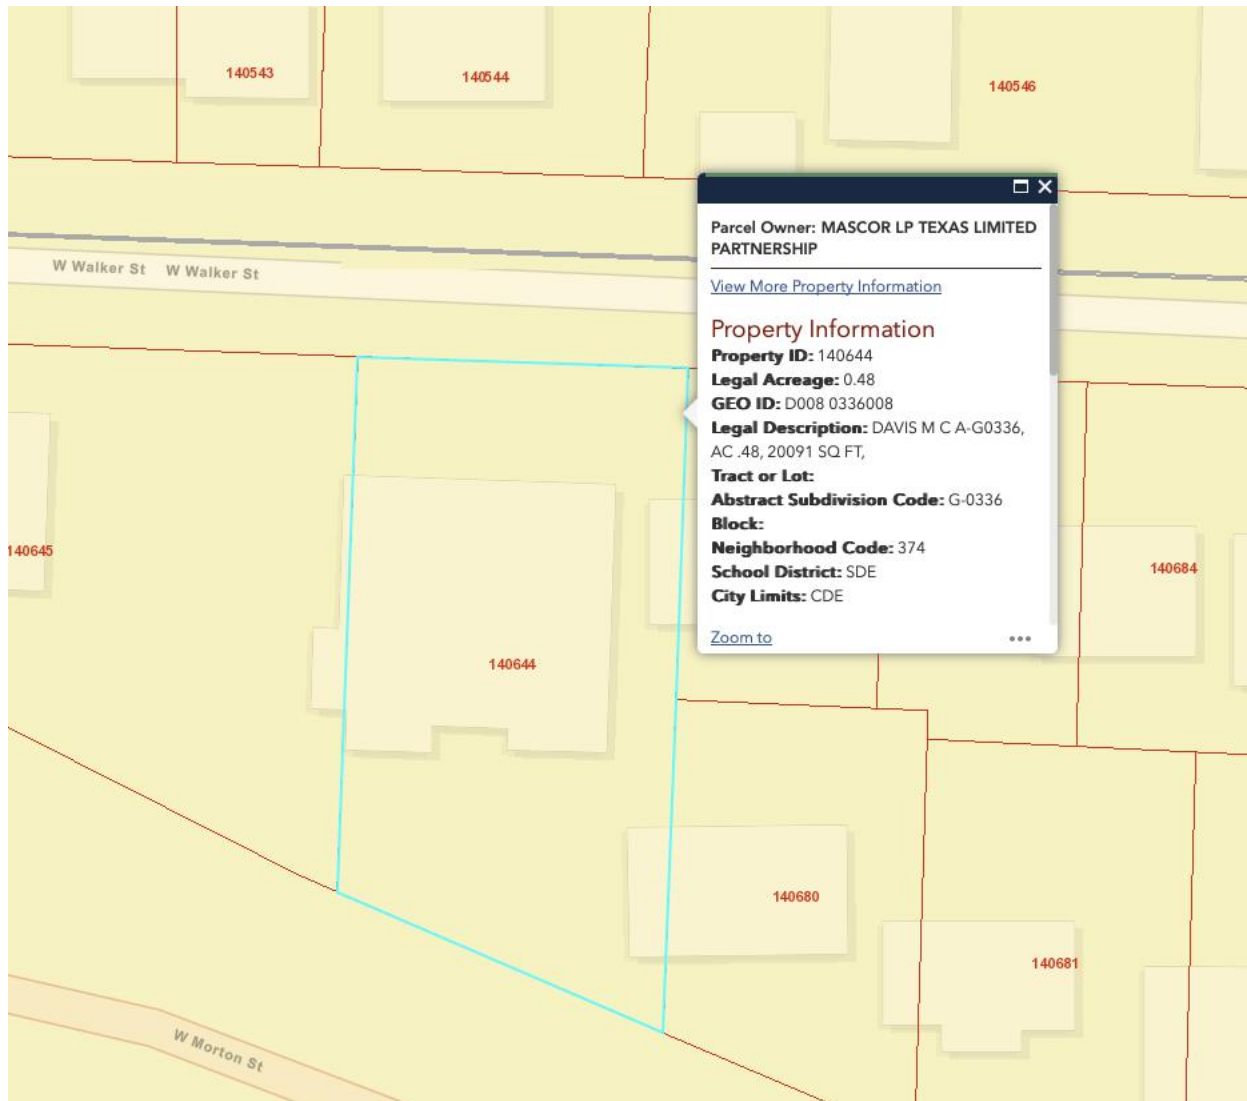 140543
140544
140546
Parcel Owner: MASCOR LP TEXAS LIMITED
PARTNERSHIP
W Walker St W Walker St
View More Property Information
Property Information
Property ID: 140644
Legal Acreage: 0.48
GEO ID: D008 0336008
Legal Description: DAVIS M C A-G0336,
AC .48, 20091 SQ FT,
Tract or Lot:
Abstract Subdivision Code: G-0336
Block:
Neighborhood Code: 374
School District: SDE
City Limits: CDE
Zoom to
140645
140684
140644
140680
140681
W Morton St